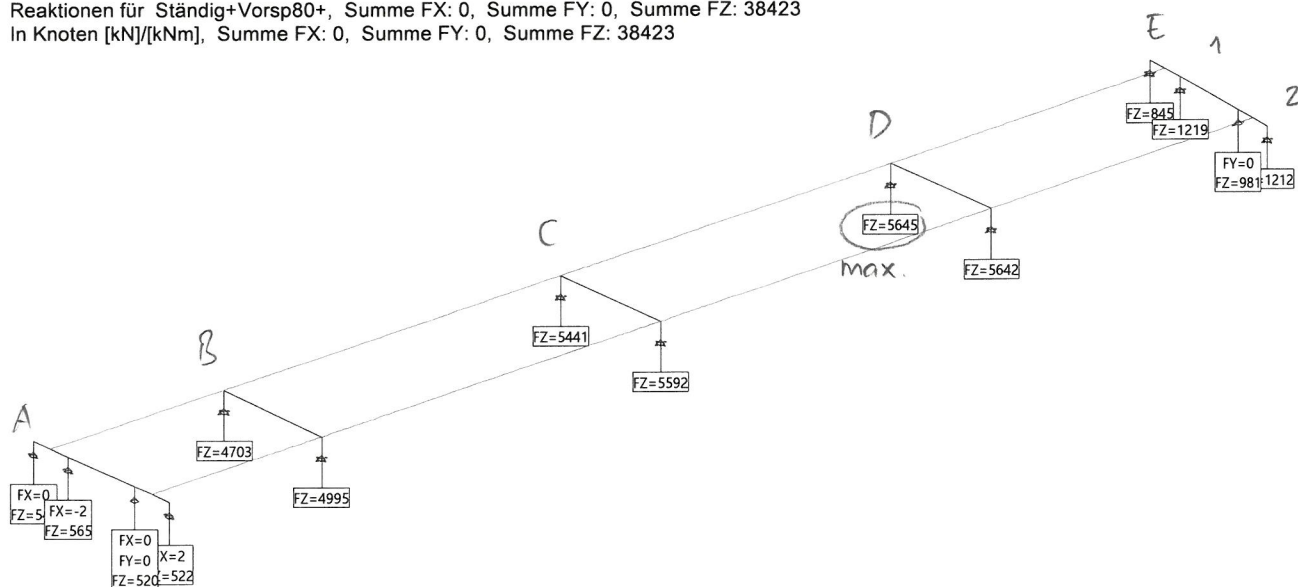 Reaktionen für Ständig+Vorsp80+, Summe FX: 0, Summe FY: 0, Summe FZ: 38423
In Knoten [kN]/[kNm], Summe FX: 0, Summe FY: 0, Summe FZ: 38423
E
1
2
FZ=845
FZ=1219
FY=0
FZ=981
1212
D
FZ=5645
max.
FZ=5642
C
FZ=5441
FZ=5592
B
FZ=4703
FZ=4995
A
FX=0
FX=-2
FZ=565
FX=0
FY=0
FZ=520
X=2
522